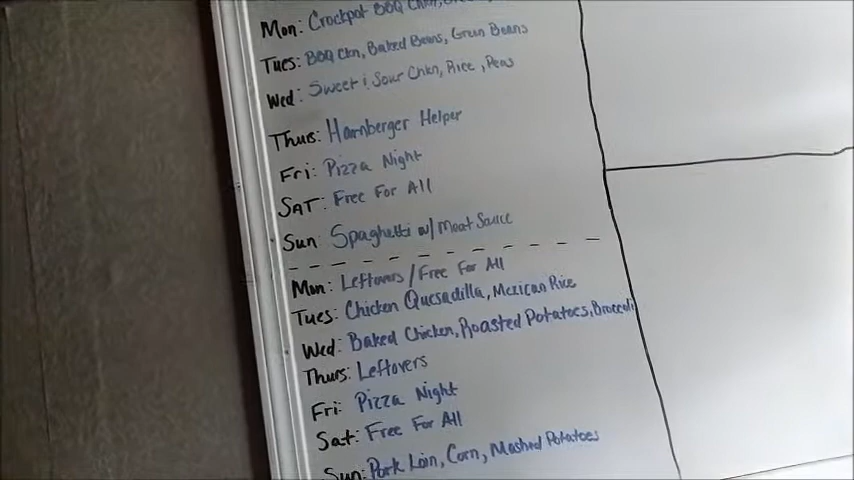 Mon: Crockpot BBQ Chkn,
Tues: BBQ Ckn, Baked Beans, Green Beans
Wed: Sweet i Sour Chkn, Rice, Peas
Thurs: Hamberger Helper
Fri: Pizza Night
SAT: Free For All
Sun: Spaghetti w/ Meat Sauce
Mon: Leftovers/Free For All
Tues: Chicken Quesadilla, Mexican Rice
Wed: Baked Chicken, Roasted Potatoes, Broccoli
Thurs: Leftovers
Fri: Pizza Night
Sat: Free For All
Sun: Pork Loin, Corn, Mashed Potatoes